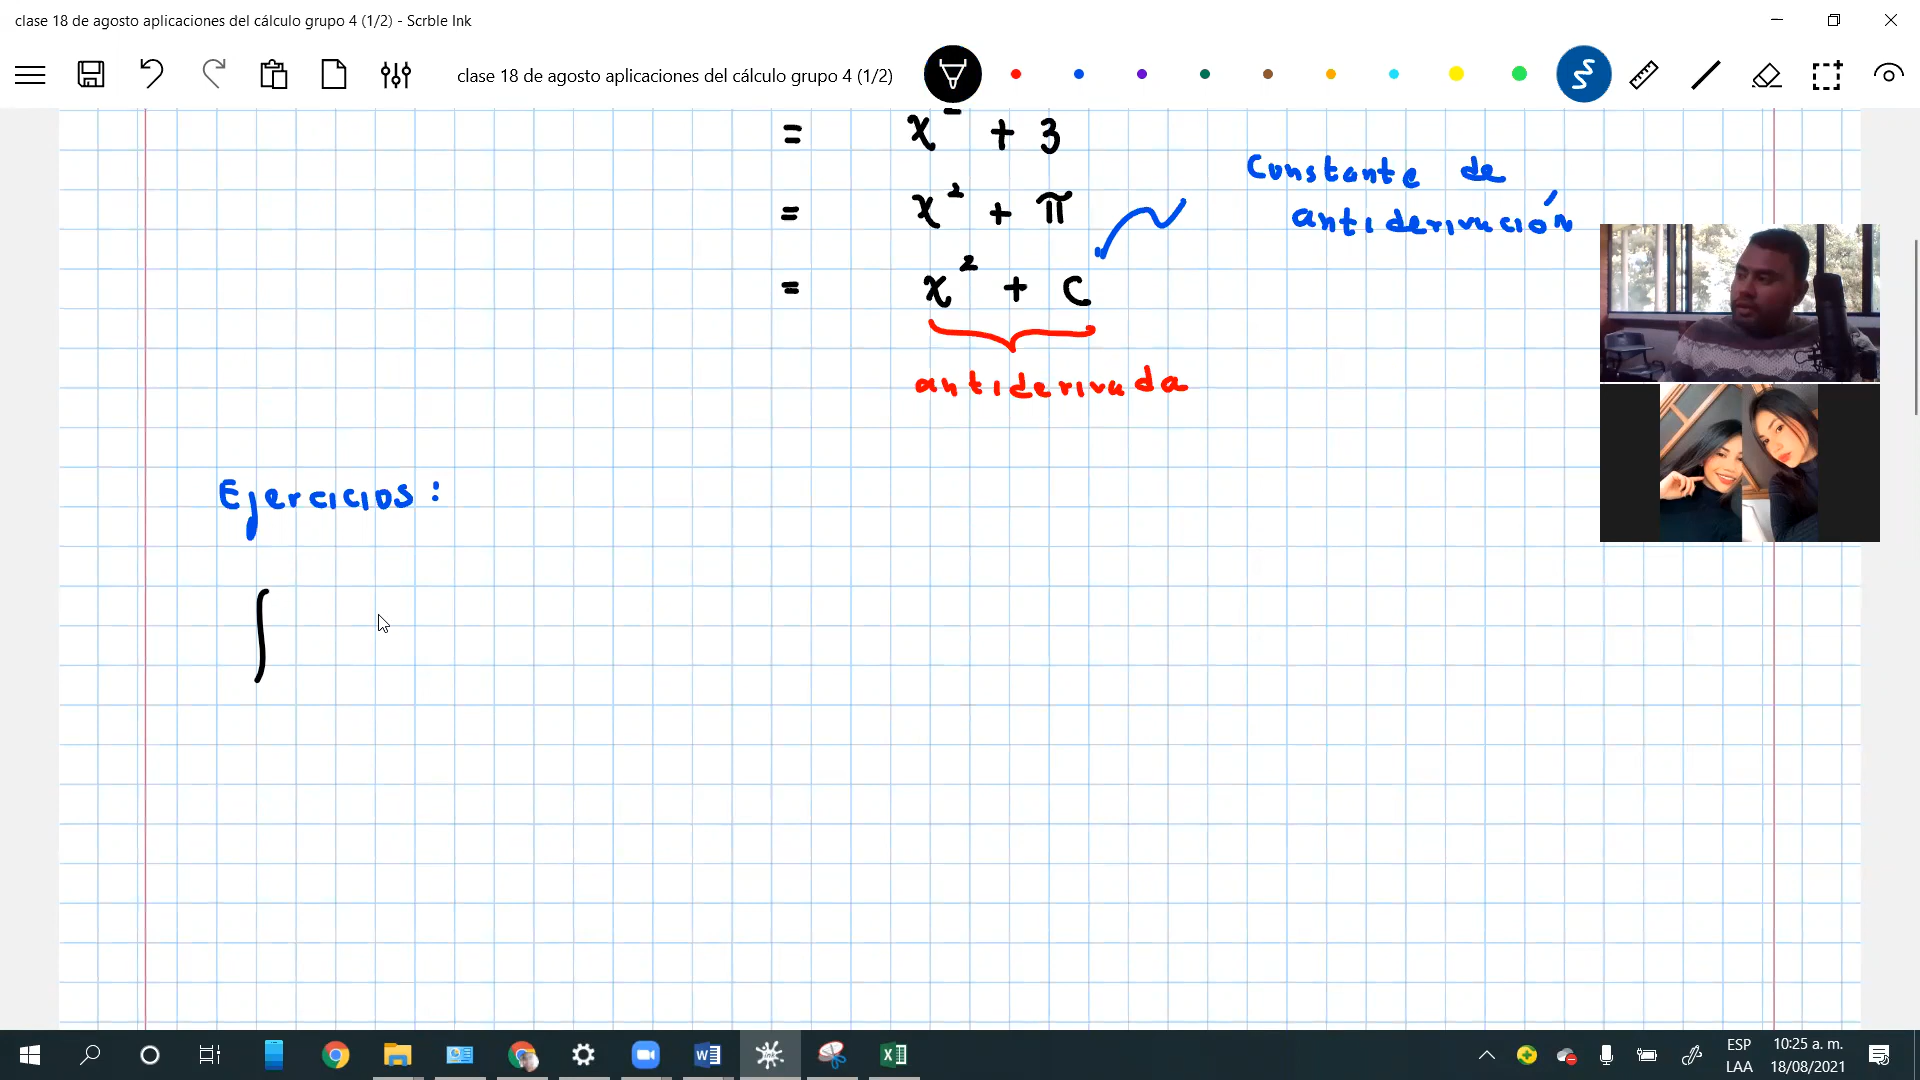 clase 18 de agosto aplicaciones del cálculo grupo 4 (1/2) - Scrble Ink
clase 18 de agosto aplicaciones del cálculo grupo 4 (1/2)
= x + 3
= x² + π
= x² + c
Constante de
antiderivación
antiderivada
Ejercicios:
∫
ESP
LAA
10:25 a. m.
18/08/2021